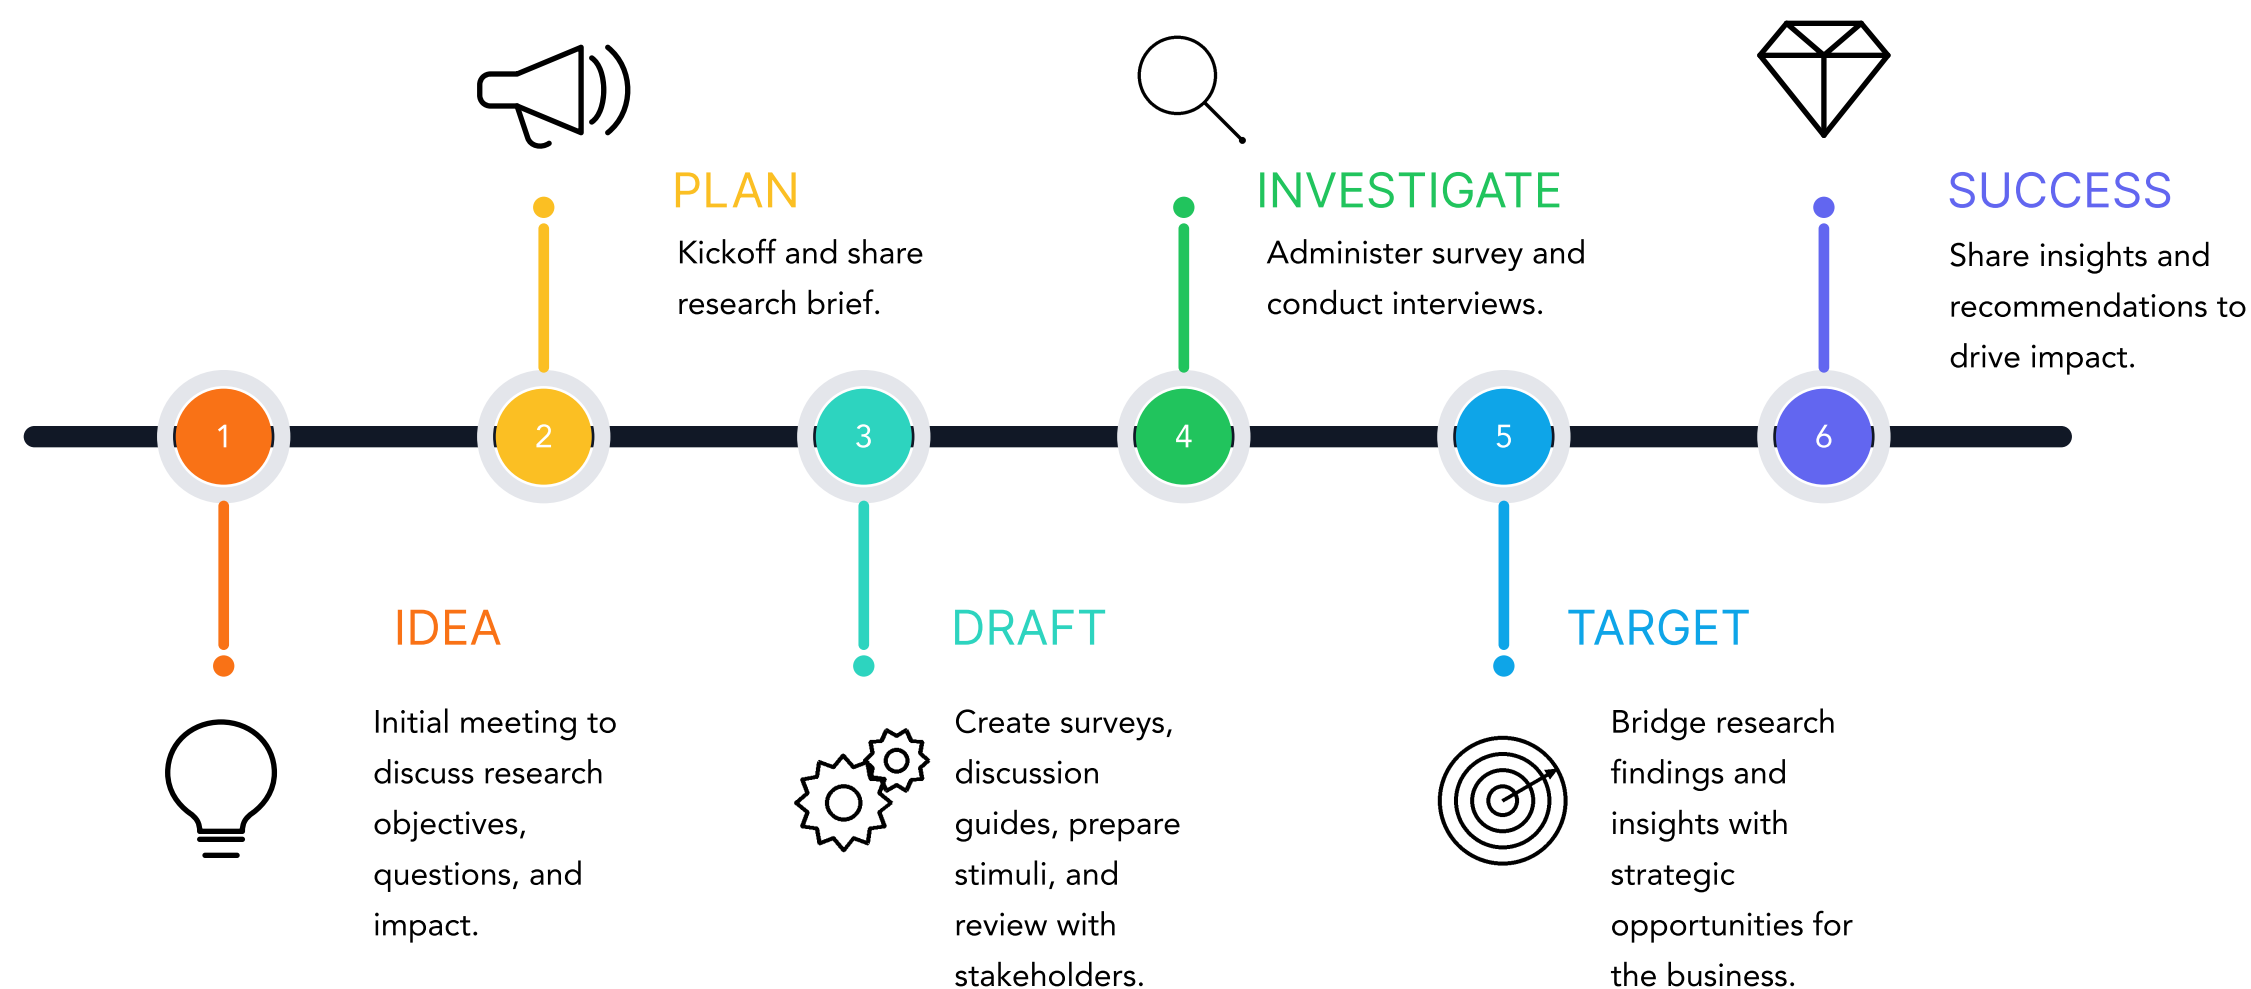 PLAN
Kickoff and share
research brief.
INVESTIGATE
Administer survey and
conduct interviews.
SUCCESS
Share insights and
recommendations to
drive impact.
1
2
3
4
5
6
IDEA
Initial meeting to
discuss research
objectives,
questions, and
impact.
DRAFT
Create surveys,
discussion
guides, prepare
stimuli, and
review with
stakeholders.
TARGET
Bridge research
findings and
insights with
strategic
opportunities for
the business.